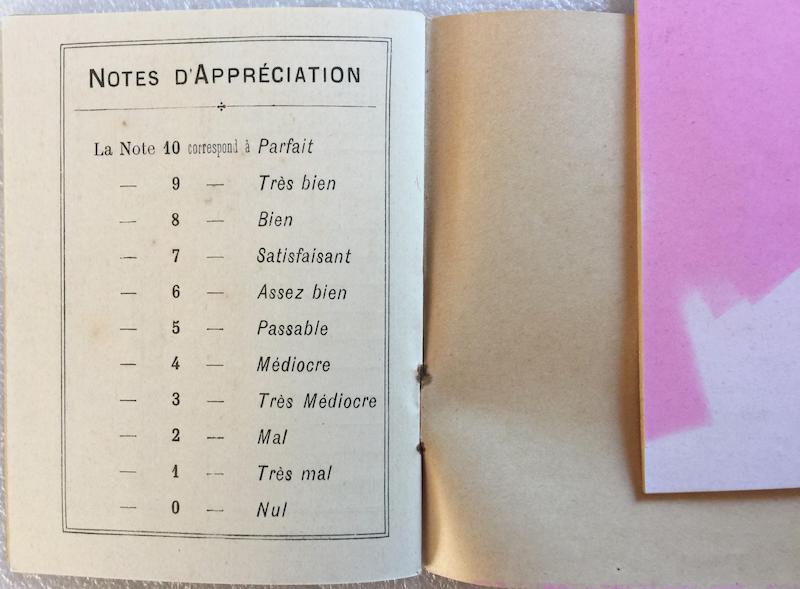 NOTES D'APPRÉCIATION
La Note 10 correspond à Parfait
— 9 — Très bien
— 8 — Bien
— 7 — Satisfaisant
— 6 — Assez bien
— 5 — Passable
— 4 — Médiocre
— 3 — Très Médiocre
— 2 — Mal
— 1 — Très mal
— 0 — Nul